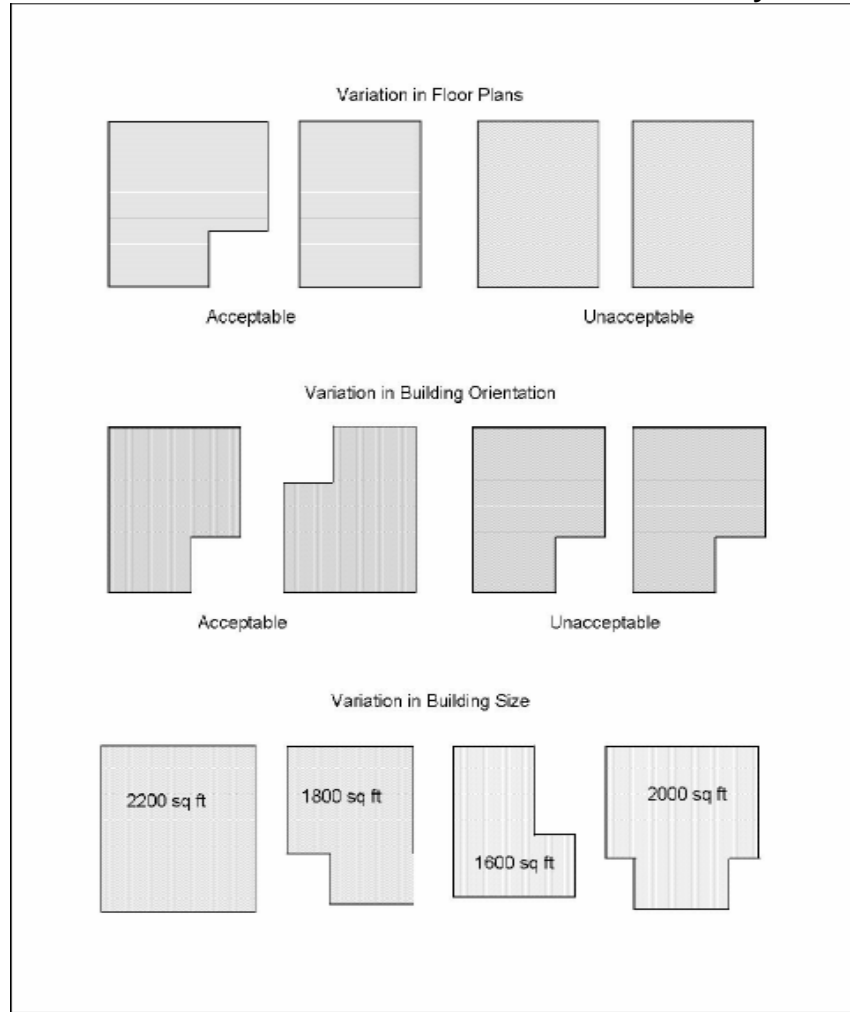 Variation in Floor Plans
Acceptable Unacceptable
Variation in Building Orientation
Acceptable Unacceptable
Variation in Building Size
2200 sq ft 1800 sq ft 1600 sq ft 2000 sq ft